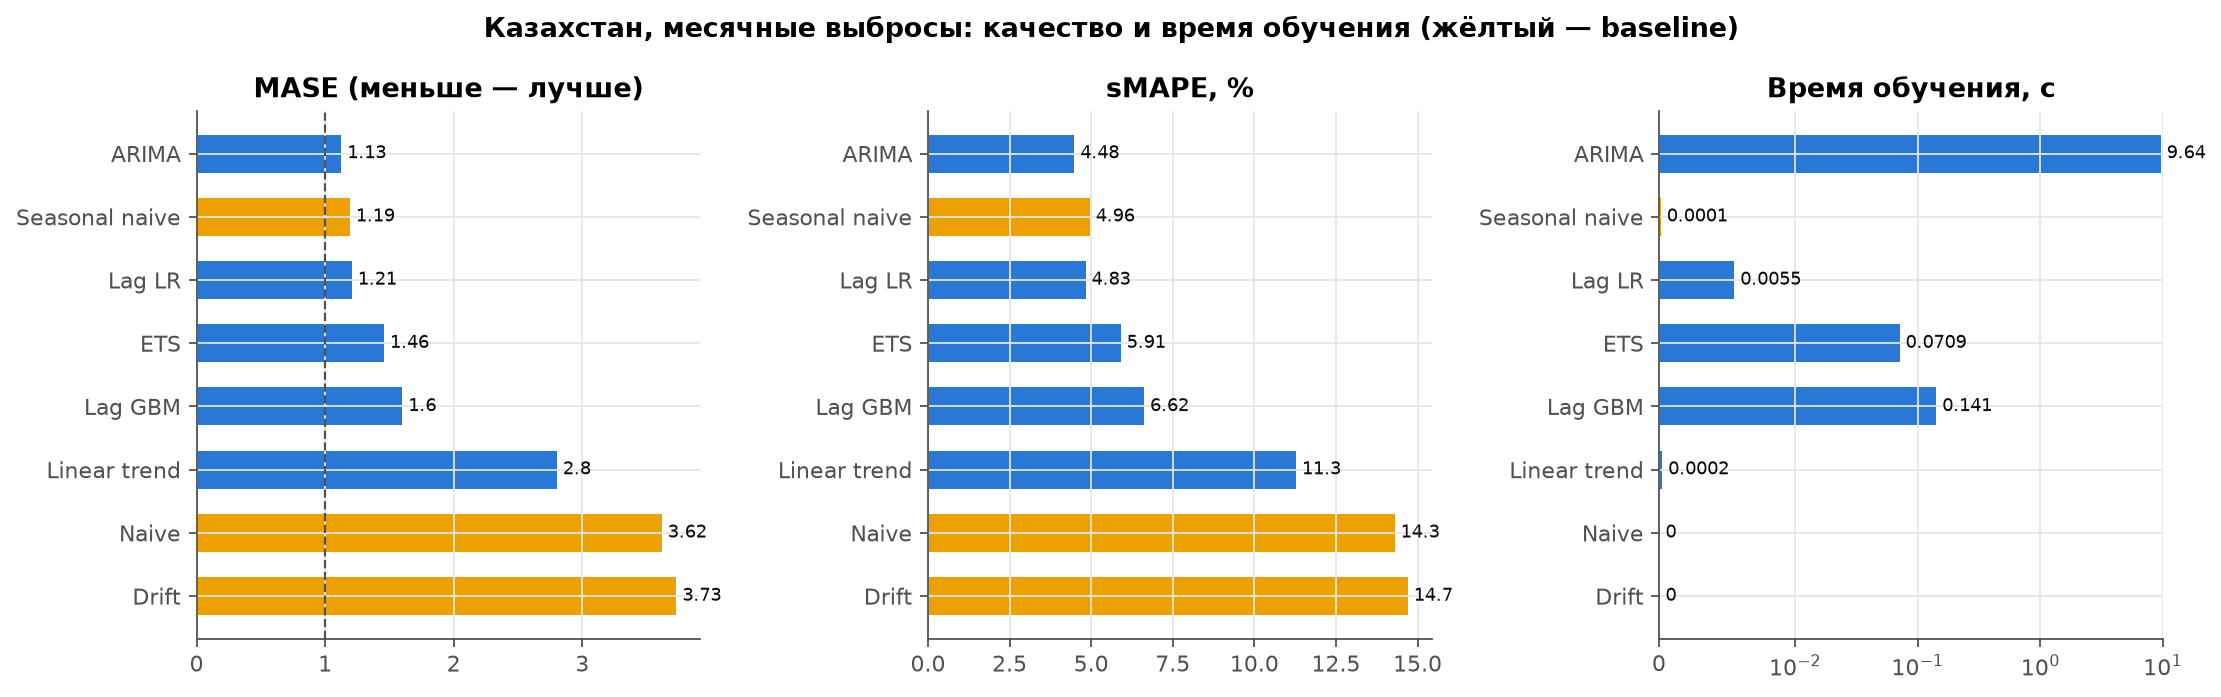 Казахстан, месячные выбросы: качество и время обучения (жёлтый — baseline)
MASE (меньше — лучше)
ARIMA
1.13
Seasonal naive
1.19
Lag LR
1.21
ETS
1.46
Lag GBM
1.6
Linear trend
2.8
Naive
3.62
Drift
3.73
0 1 2 3
sMAPE, %
ARIMA
4.48
Seasonal naive
4.96
Lag LR
4.83
ETS
5.91
Lag GBM
6.62
Linear trend
11.3
Naive
14.3
Drift
14.7
0.0 2.5 5.0 7.5 10.0 12.5 15.0
Время обучения, с
ARIMA
9.64
Seasonal naive
0.0001
Lag LR
0.0055
ETS
0.0709
Lag GBM
0.141
Linear trend
0.0002
Naive
0
Drift
0
0 10⁻² 10⁻¹ 10⁰ 10¹